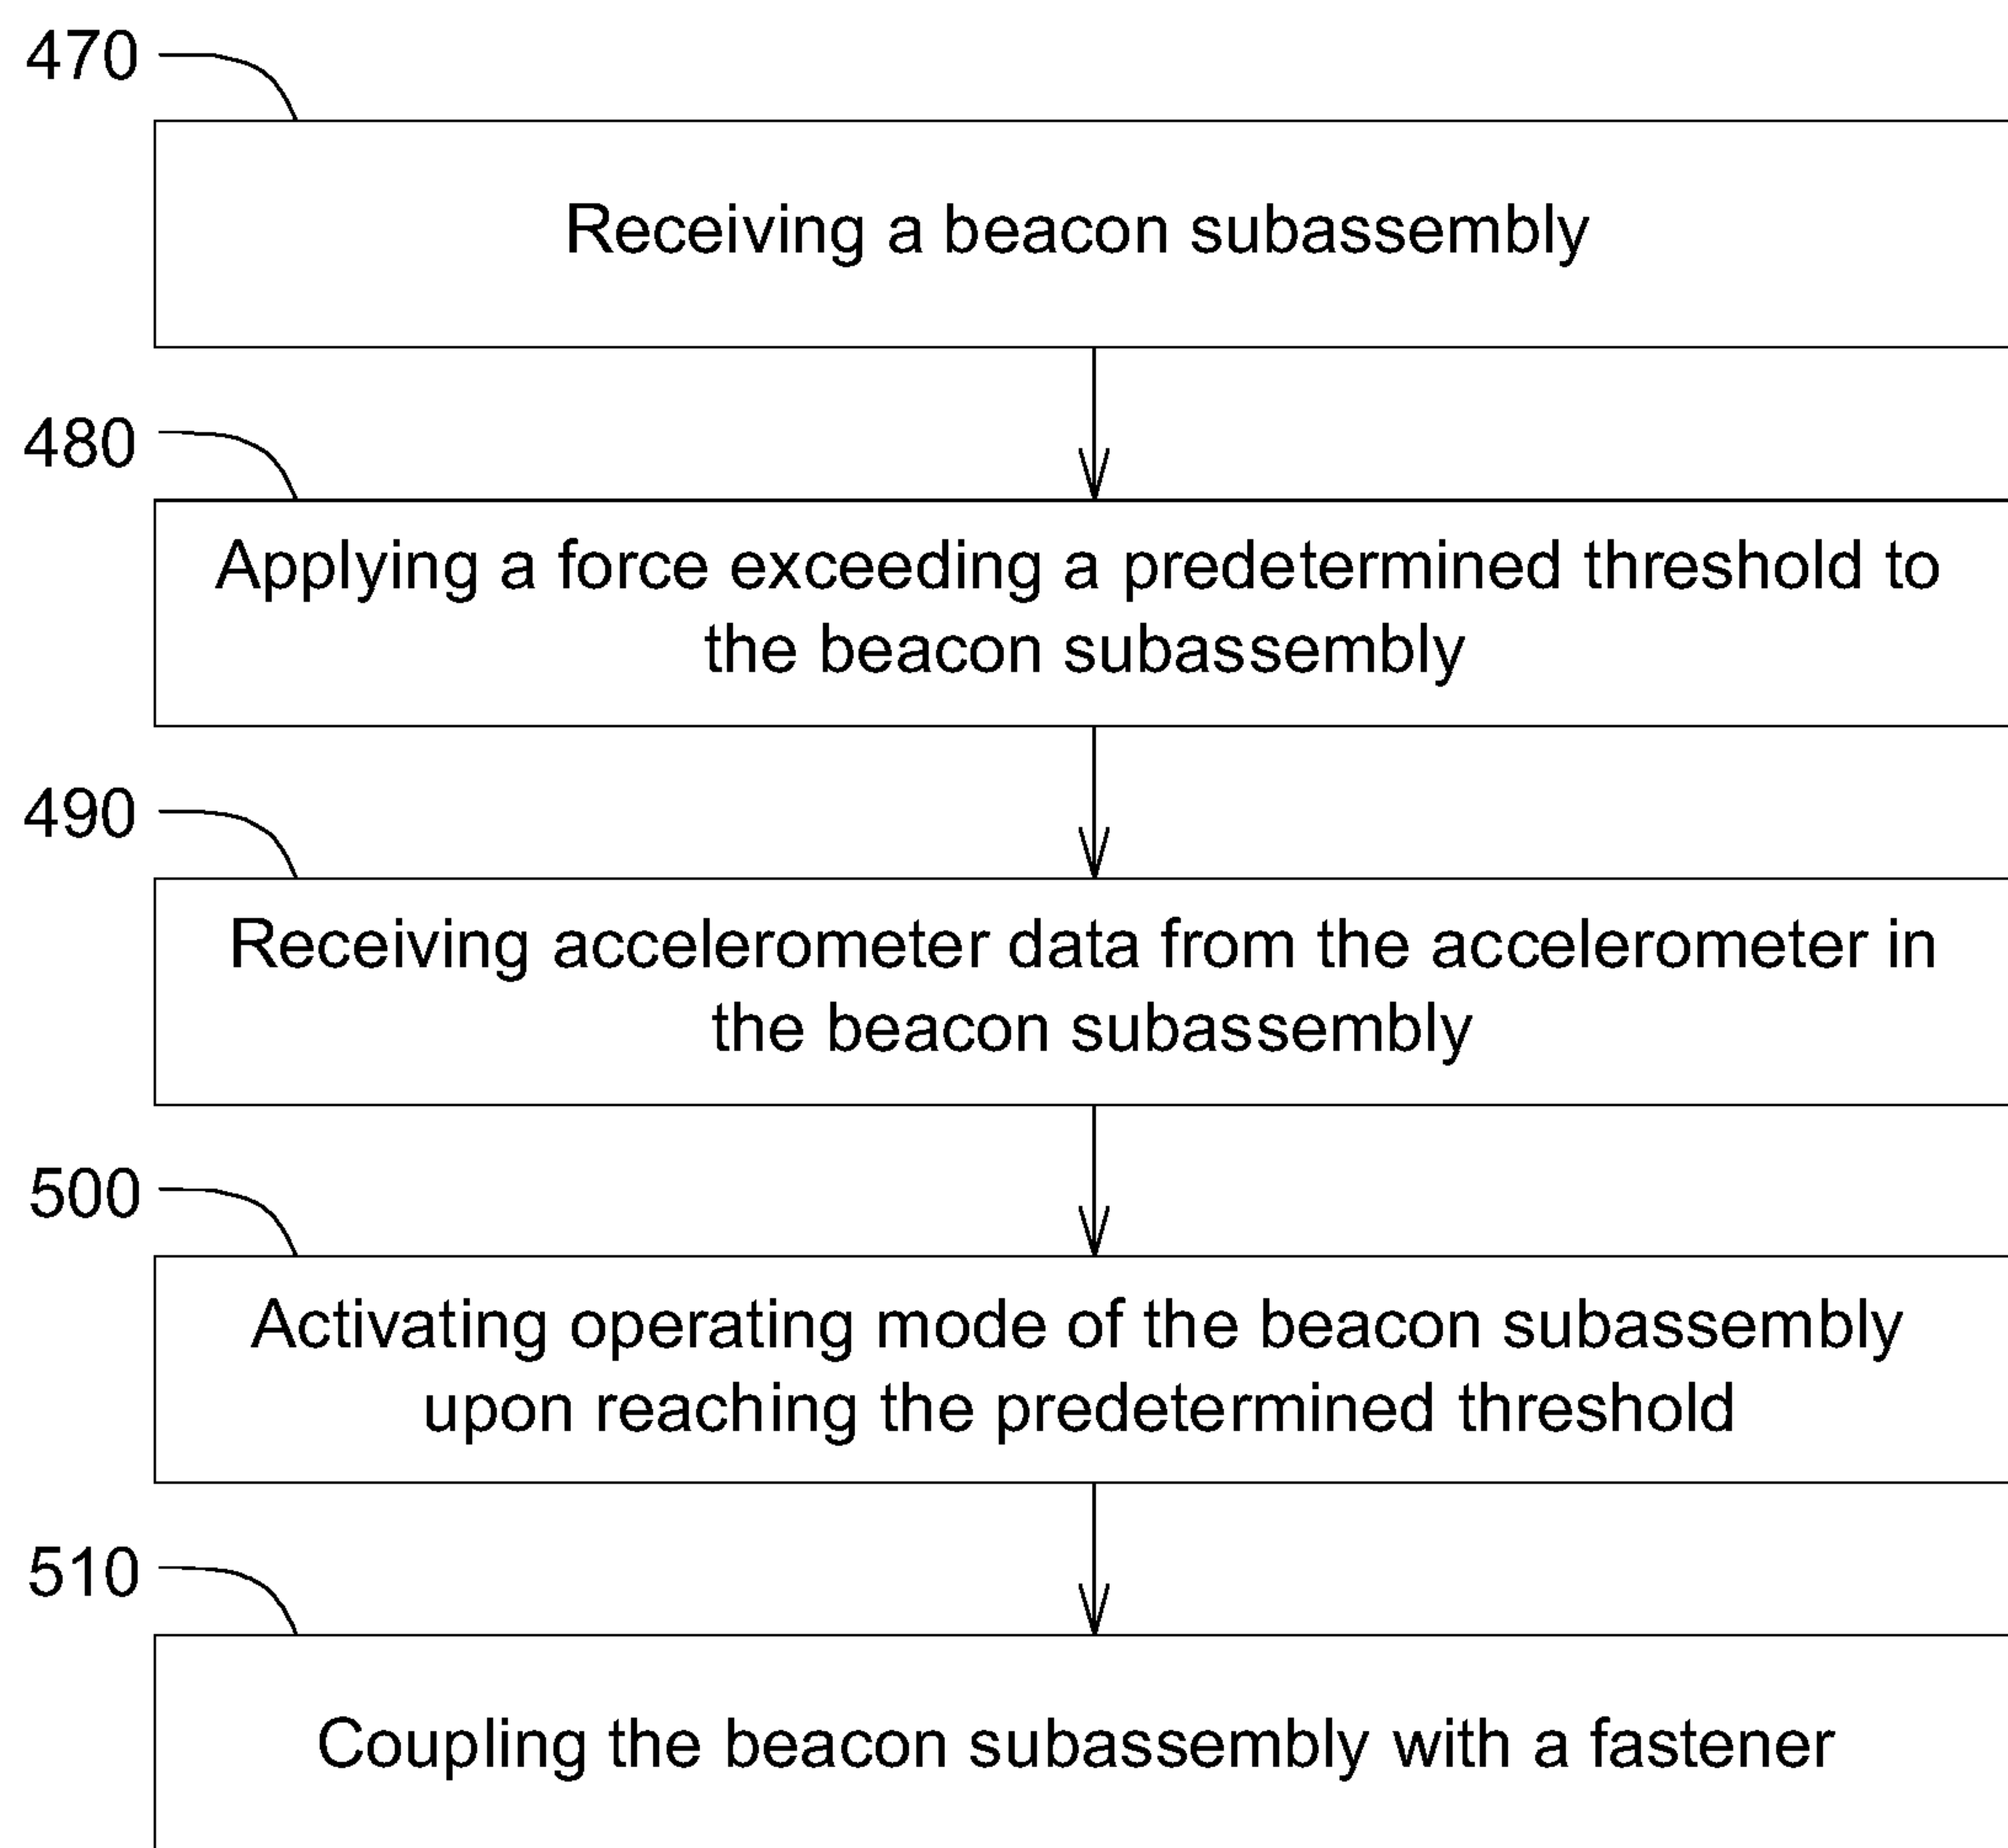 470
Receiving a beacon subassembly
480
Applying a force exceeding a predetermined threshold to
the beacon subassembly
490
Receiving accelerometer data from the accelerometer in
the beacon subassembly
500
Activating operating mode of the beacon subassembly
upon reaching the predetermined threshold
510
Coupling the beacon subassembly with a fastener